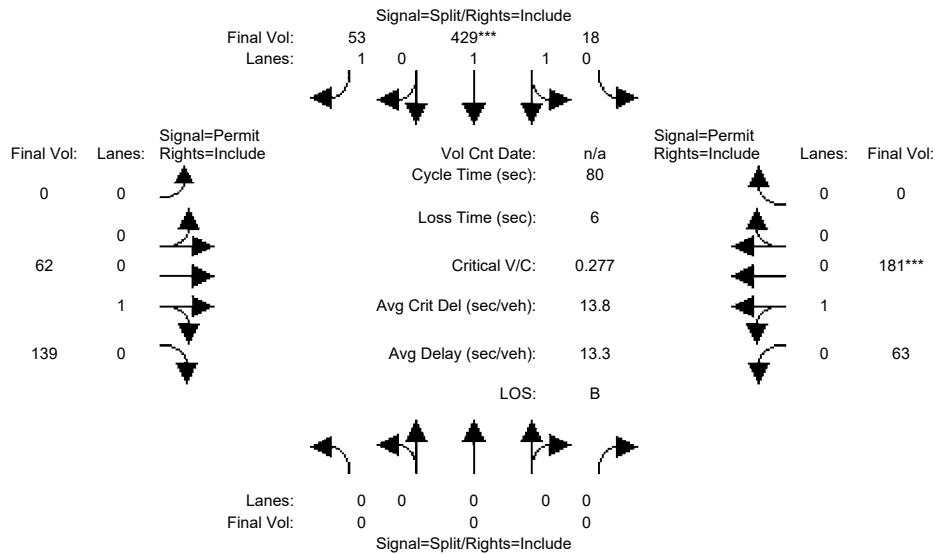 Signal=Split/Rights=Include
Final Vol: 53 429*** 18
Lanes: 1 0 1 1 0
Signal=Permit
Final Vol: Lanes: Rights=Include
Vol Cnt Date: n/a
Signal=Permit
Rights=Include Lanes: Final Vol:
Cycle Time (sec): 80
0 0
0 0
Loss Time (sec): 6
0
0
62 0
Critical V/C: 0.277
0 181***
1
Avg Crit Del (sec/veh): 13.8
1
139 0
Avg Delay (sec/veh): 13.3
0 63
LOS: B
Lanes: 0 0 0 0 0
Final Vol: 0 0 0
Signal=Split/Rights=Include